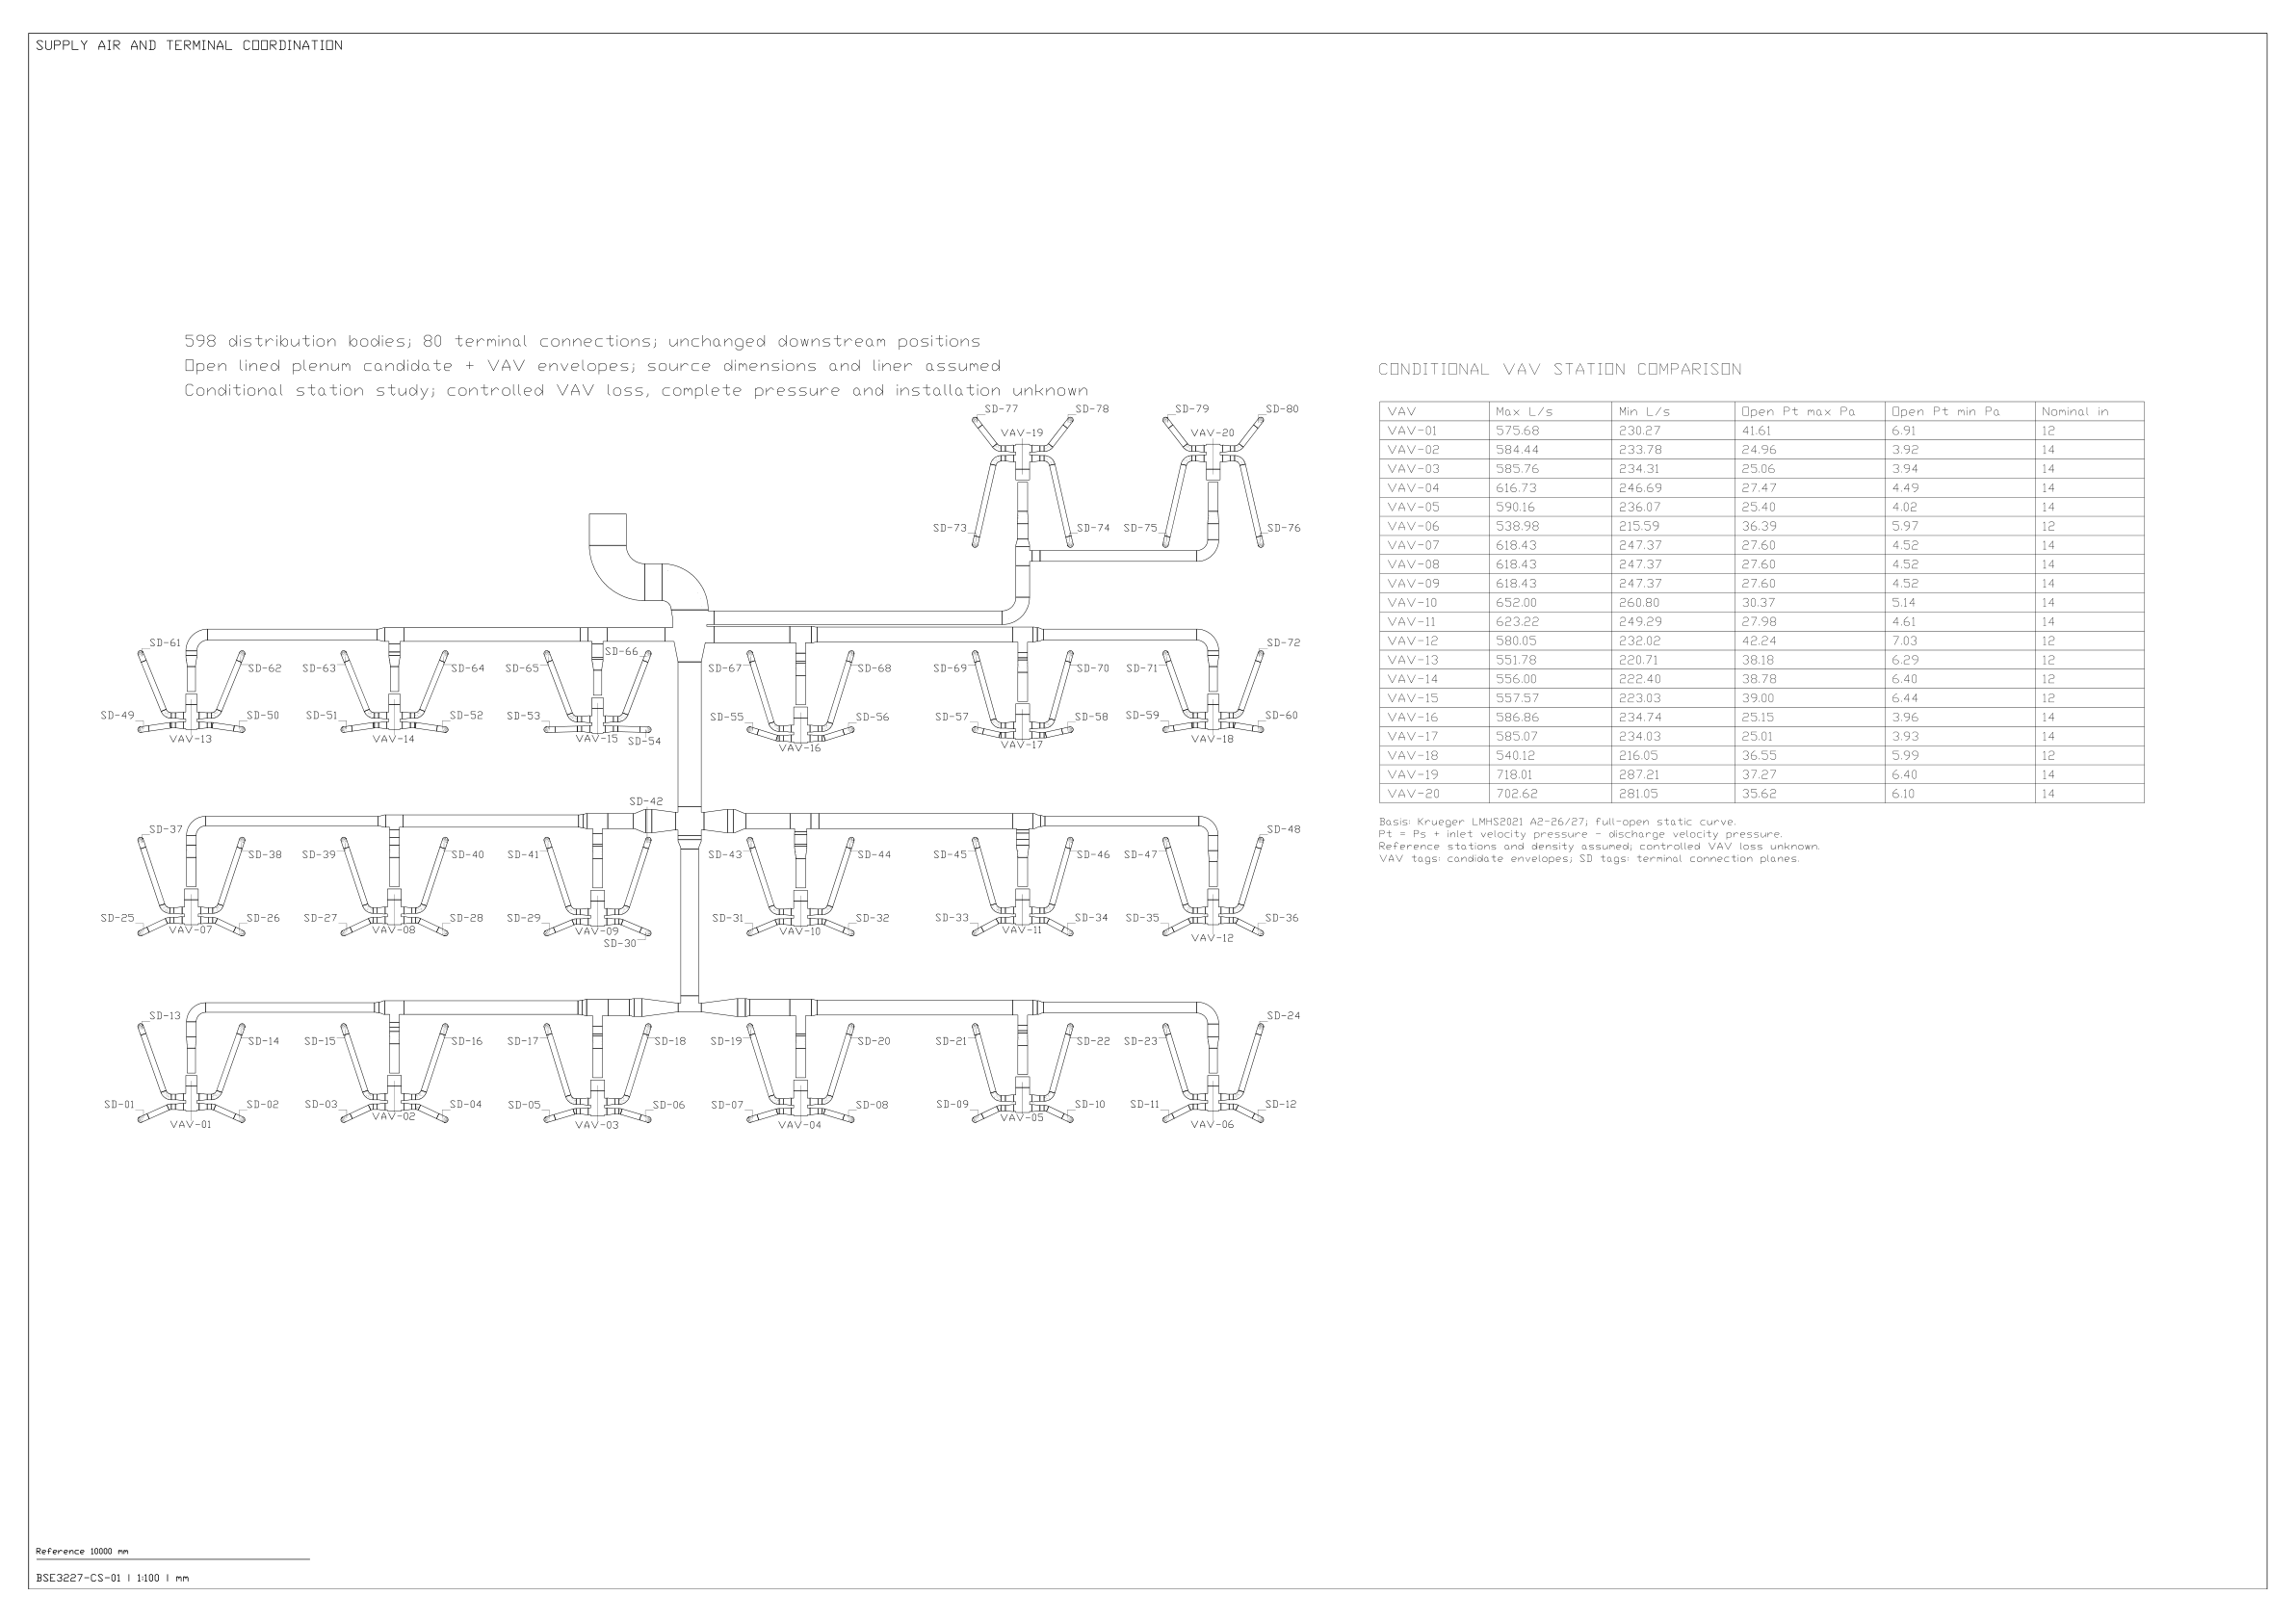 SUPPLY AIR AND TERMINAL COORDINATION
598 distribution bodies; 80 terminal connections; unchanged downstream positions
Open lined plenum candidate + VAV envelopes; source dimensions and liner assumed
Conditional station study; controlled VAV loss, complete pressure and installation unknown
SD-77 SD-78 SD-79 SD-80
VAV-19 VAV-20
SD-73 SD-74 SD-75 SD-76
SD-61 SD-62 SD-63 SD-64 SD-65 SD-66 SD-67 SD-68 SD-69 SD-70 SD-71 SD-72
SD-49 SD-50 SD-51 SD-52 SD-53 SD-54 SD-55 SD-56 SD-57 SD-58 SD-59 SD-60
VAV-13 VAV-14 VAV-15 VAV-16 VAV-17 VAV-18
SD-37 SD-38 SD-39 SD-40 SD-41 SD-42 SD-43 SD-44 SD-45 SD-46 SD-47 SD-48
SD-25 SD-26 SD-27 SD-28 SD-29 SD-30 SD-31 SD-32 SD-33 SD-34 SD-35 SD-36
VAV-07 VAV-08 VAV-09 VAV-10 VAV-11 VAV-12
SD-13 SD-14 SD-15 SD-16 SD-17 SD-18 SD-19 SD-20 SD-21 SD-22 SD-23 SD-24
SD-01 SD-02 SD-03 SD-04 SD-05 SD-06 SD-07 SD-08 SD-09 SD-10 SD-11 SD-12
VAV-01 VAV-02 VAV-03 VAV-04 VAV-05 VAV-06
CONDITIONAL VAV STATION COMPARISON
VAV Max L/s Min L/s Open Pt max Pa Open Pt min Pa Nominal in
VAV-01 575.68 230.27 41.61 6.91 12
VAV-02 584.44 233.78 24.96 3.92 14
VAV-03 585.76 234.31 25.06 3.94 14
VAV-04 616.73 246.69 27.47 4.49 14
VAV-05 590.16 236.07 25.40 4.02 14
VAV-06 538.98 215.59 36.39 5.97 12
VAV-07 618.43 247.37 27.60 4.52 14
VAV-08 618.43 247.37 27.60 4.52 14
VAV-09 618.43 247.37 27.60 4.52 14
VAV-10 652.00 260.80 30.37 5.14 14
VAV-11 623.22 249.29 27.98 4.61 14
VAV-12 580.05 232.02 42.24 7.03 12
VAV-13 551.78 220.71 38.18 6.29 12
VAV-14 556.00 222.40 38.78 6.40 12
VAV-15 557.57 223.03 39.00 6.44 12
VAV-16 586.86 234.74 25.15 3.96 14
VAV-17 585.07 234.03 25.01 3.93 14
VAV-18 540.12 216.05 36.55 5.99 12
VAV-19 718.01 287.21 37.27 6.40 14
VAV-20 702.62 281.05 35.62 6.10 14
Basis: Krueger LMHS2021 A2-26/27; full-open static curve.
Pt = Ps + inlet velocity pressure - discharge velocity pressure.
Reference stations and density assumed; controlled VAV loss unknown.
VAV tags: candidate envelopes; SD tags: terminal connection planes.
Reference 10000 mm
BSE3227-CS-01 | 1:100 | mm